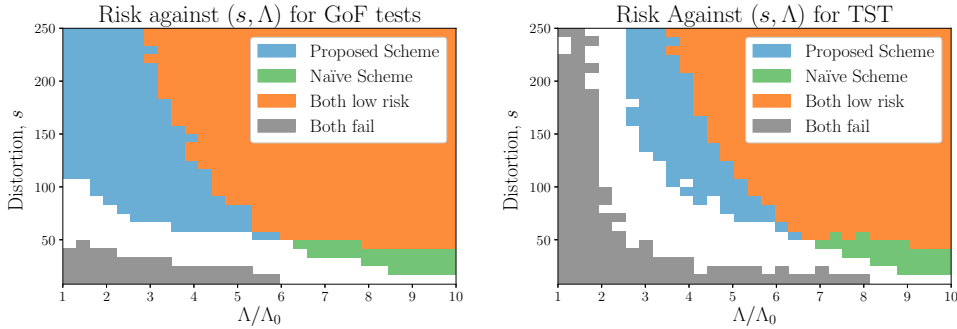 Risk against (s, Λ) for GoF tests
250
200
150
100
50
Distortion, s
Proposed Scheme
Naïve Scheme
Both low risk
Both fail
1 2 3 4 5 6 7 8 9 10
Λ/Λ₀
Risk Against (s, Λ) for TST
250
200
150
100
50
Distortion, s
Proposed Scheme
Naïve Scheme
Both low risk
Both fail
1 2 3 4 5 6 7 8 9 10
Λ/Λ₀